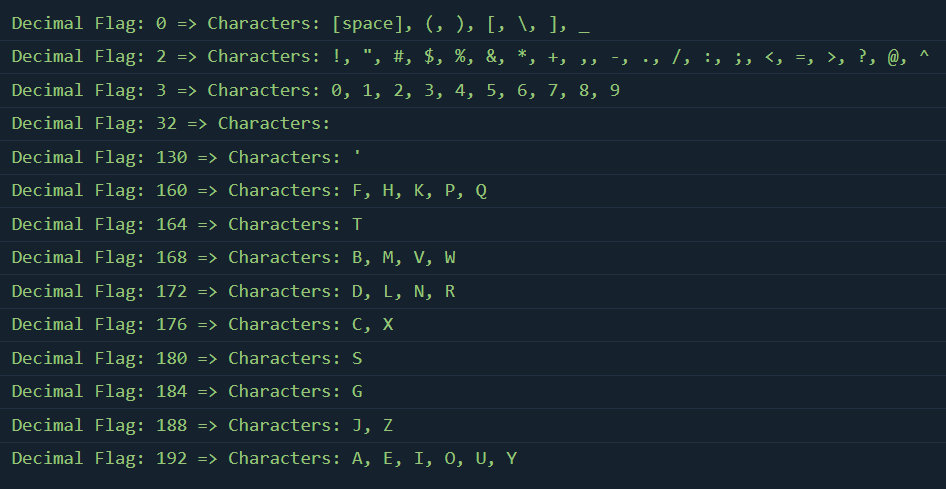 Decimal Flag: 0 => Characters: [space], (, ), [, \, ], _
Decimal Flag: 2 => Characters: !, ", #, $, %, &, *, +, ,, -, ., /, :, ;, <, =, >, ?, @, ^
Decimal Flag: 3 => Characters: 0, 1, 2, 3, 4, 5, 6, 7, 8, 9
Decimal Flag: 32 => Characters:
Decimal Flag: 130 => Characters: '
Decimal Flag: 160 => Characters: F, H, K, P, Q
Decimal Flag: 164 => Characters: T
Decimal Flag: 168 => Characters: B, M, V, W
Decimal Flag: 172 => Characters: D, L, N, R
Decimal Flag: 176 => Characters: C, X
Decimal Flag: 180 => Characters: S
Decimal Flag: 184 => Characters: G
Decimal Flag: 188 => Characters: J, Z
Decimal Flag: 192 => Characters: A, E, I, O, U, Y